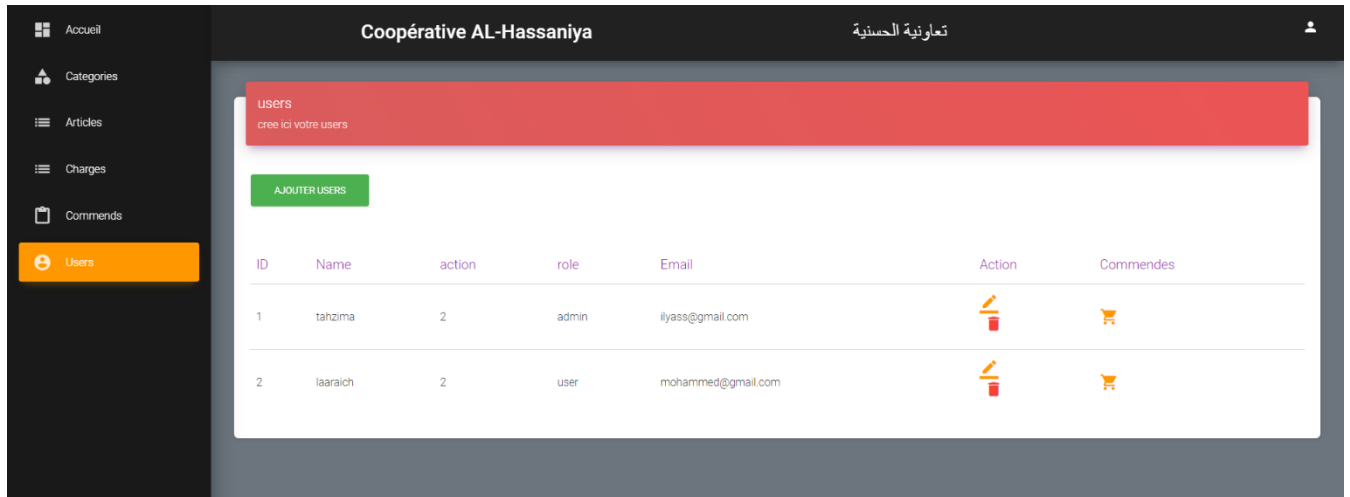 Accueil
Categories
Articles
Charges
Commends
Users
Coopérative AL-Hassaniya
تعاونية الحسنية
users
cree ici votre users
AJOUTER USERS
ID Name action role Email Action Commendes
1 tahzima 2 admin ilyass@gmail.com
2 laaraich 2 user mohammed@gmail.com